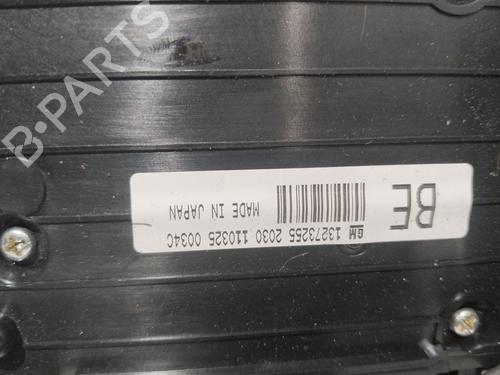 B-PARTS
BE
GM 13273255 2030 110325 0034C
MADE IN JAPAN